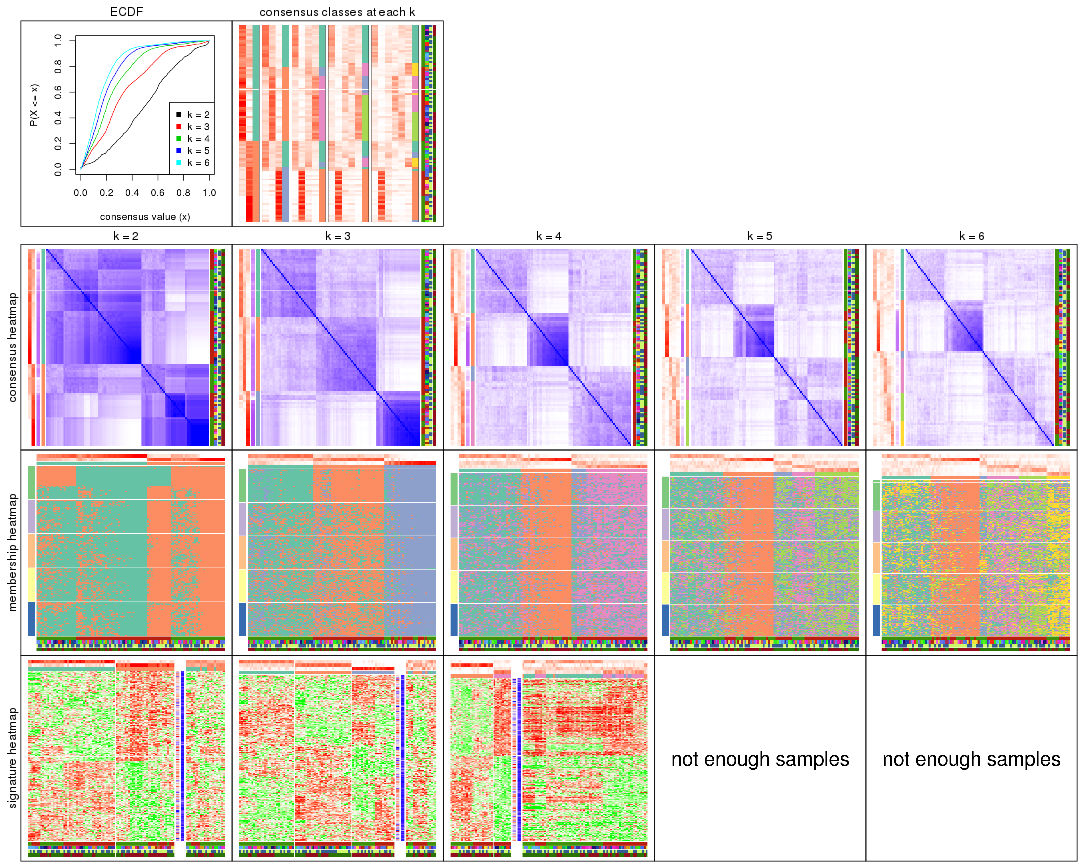 ECDF
consensus classes at each k
P(X <= x)
0.0 0.2 0.4 0.6 0.8 1.0
k = 2
k = 3
k = 4
k = 5
k = 6
0.0 0.2 0.4 0.6 0.8 1.0
consensus value (x)
k = 2
k = 3
k = 4
k = 5
k = 6
consensus heatmap
membership heatmap
signature heatmap
not enough samples
not enough samples